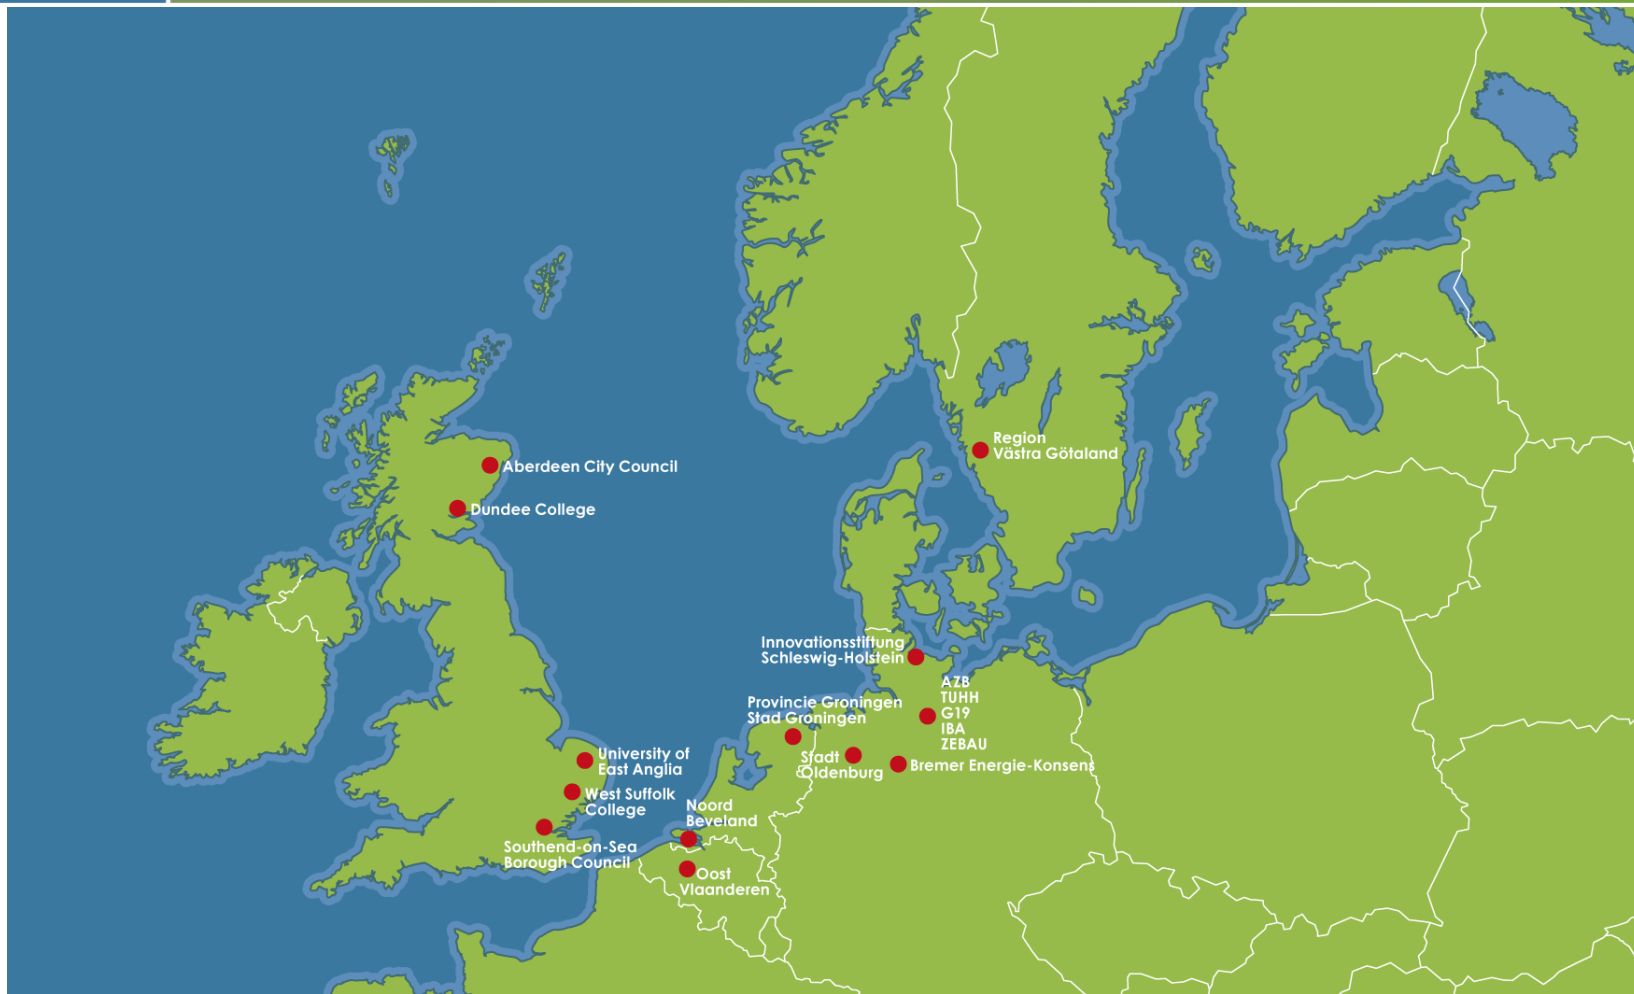 Region
Västra Götaland
Aberdeen City Council
Dundee College
Innovationsstiftung
Schleswig-Holstein
AZB
TUHH
G19
IBA
ZEBAU
Provincie Groningen
Stad Groningen
University of
East Anglia
Stadt
Oldenburg
Bremer Energie-Konsens
West Suffolk
College
Noord
Beveland
Southend-on-Sea
Borough Council
Oost
Vlaanderen